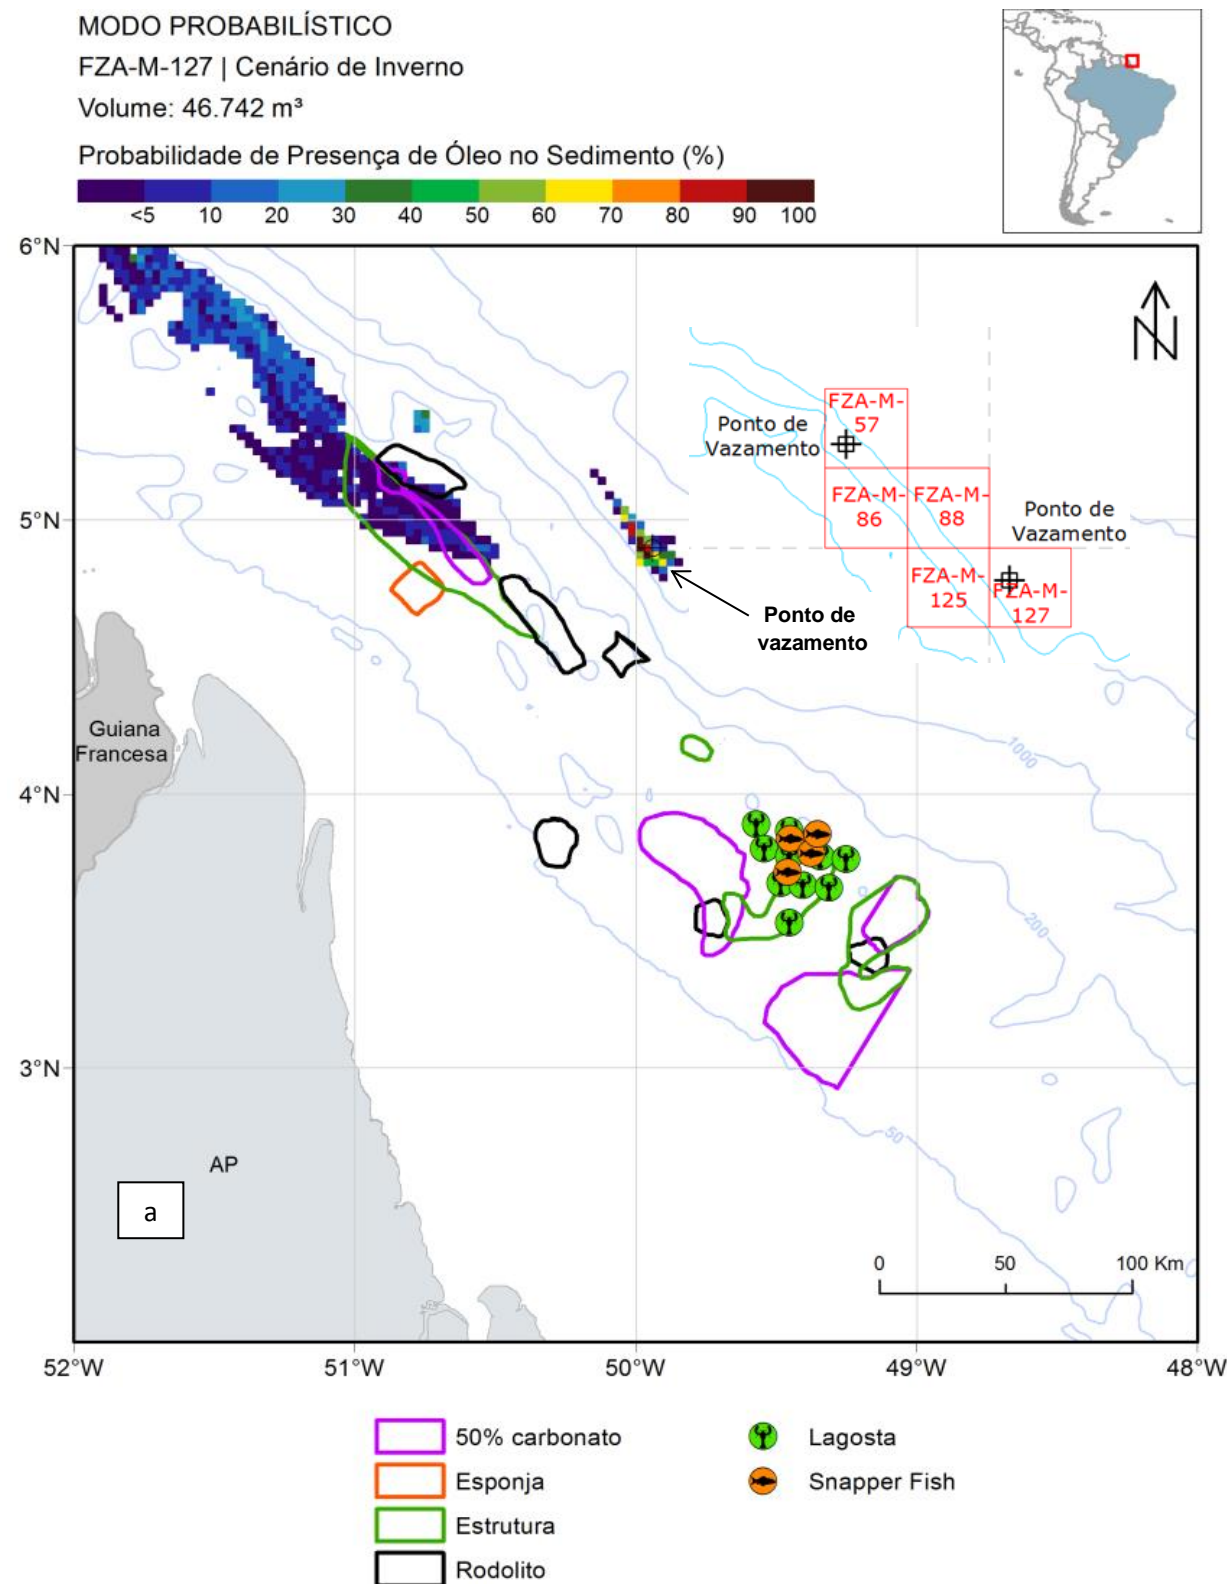 MODO PROBABILÍSTICO
FZA-M-127 | Cenário de Inverno
Volume: 46.742 m³
Probabilidade de Presença de Óleo no Sedimento (%)
<5 10 20 30 40 50 60 70 80 90 100
6°N
5°N
4°N
3°N
52°W 51°W 50°W 49°W 48°W
FZA-M-
57
Ponto de
Vazamento
FZA-M-
86
FZA-M-
88
Ponto de
Vazamento
FZA-M-
125
FZA-M-
127
Ponto de
vazamento
Guiana
Francesa
1000
200
50
AP
a
N
0 50 100 Km
50% carbonato
Esponja
Estrutura
Rodolito
Lagosta
Snapper Fish